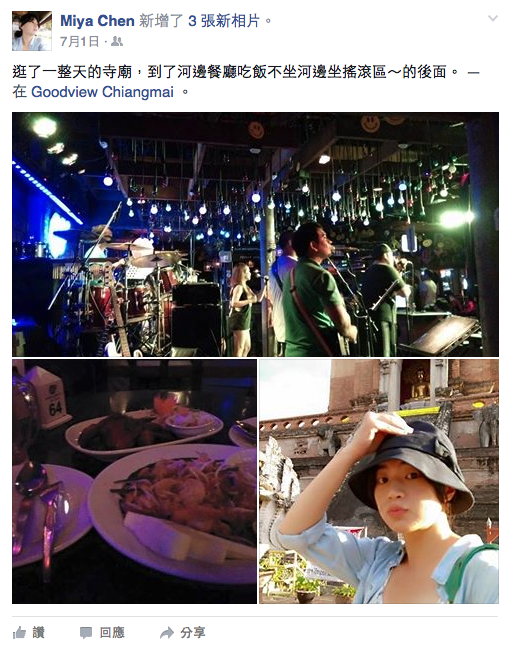 Miya Chen 新增了 3 張新相片。
7月1日 ·
逛了一整天的寺廟，到了河邊餐廳吃飯不坐河邊坐搖滾區～的後面。 —
在 Goodview Chiangmai 。
64
讚 回應 分享